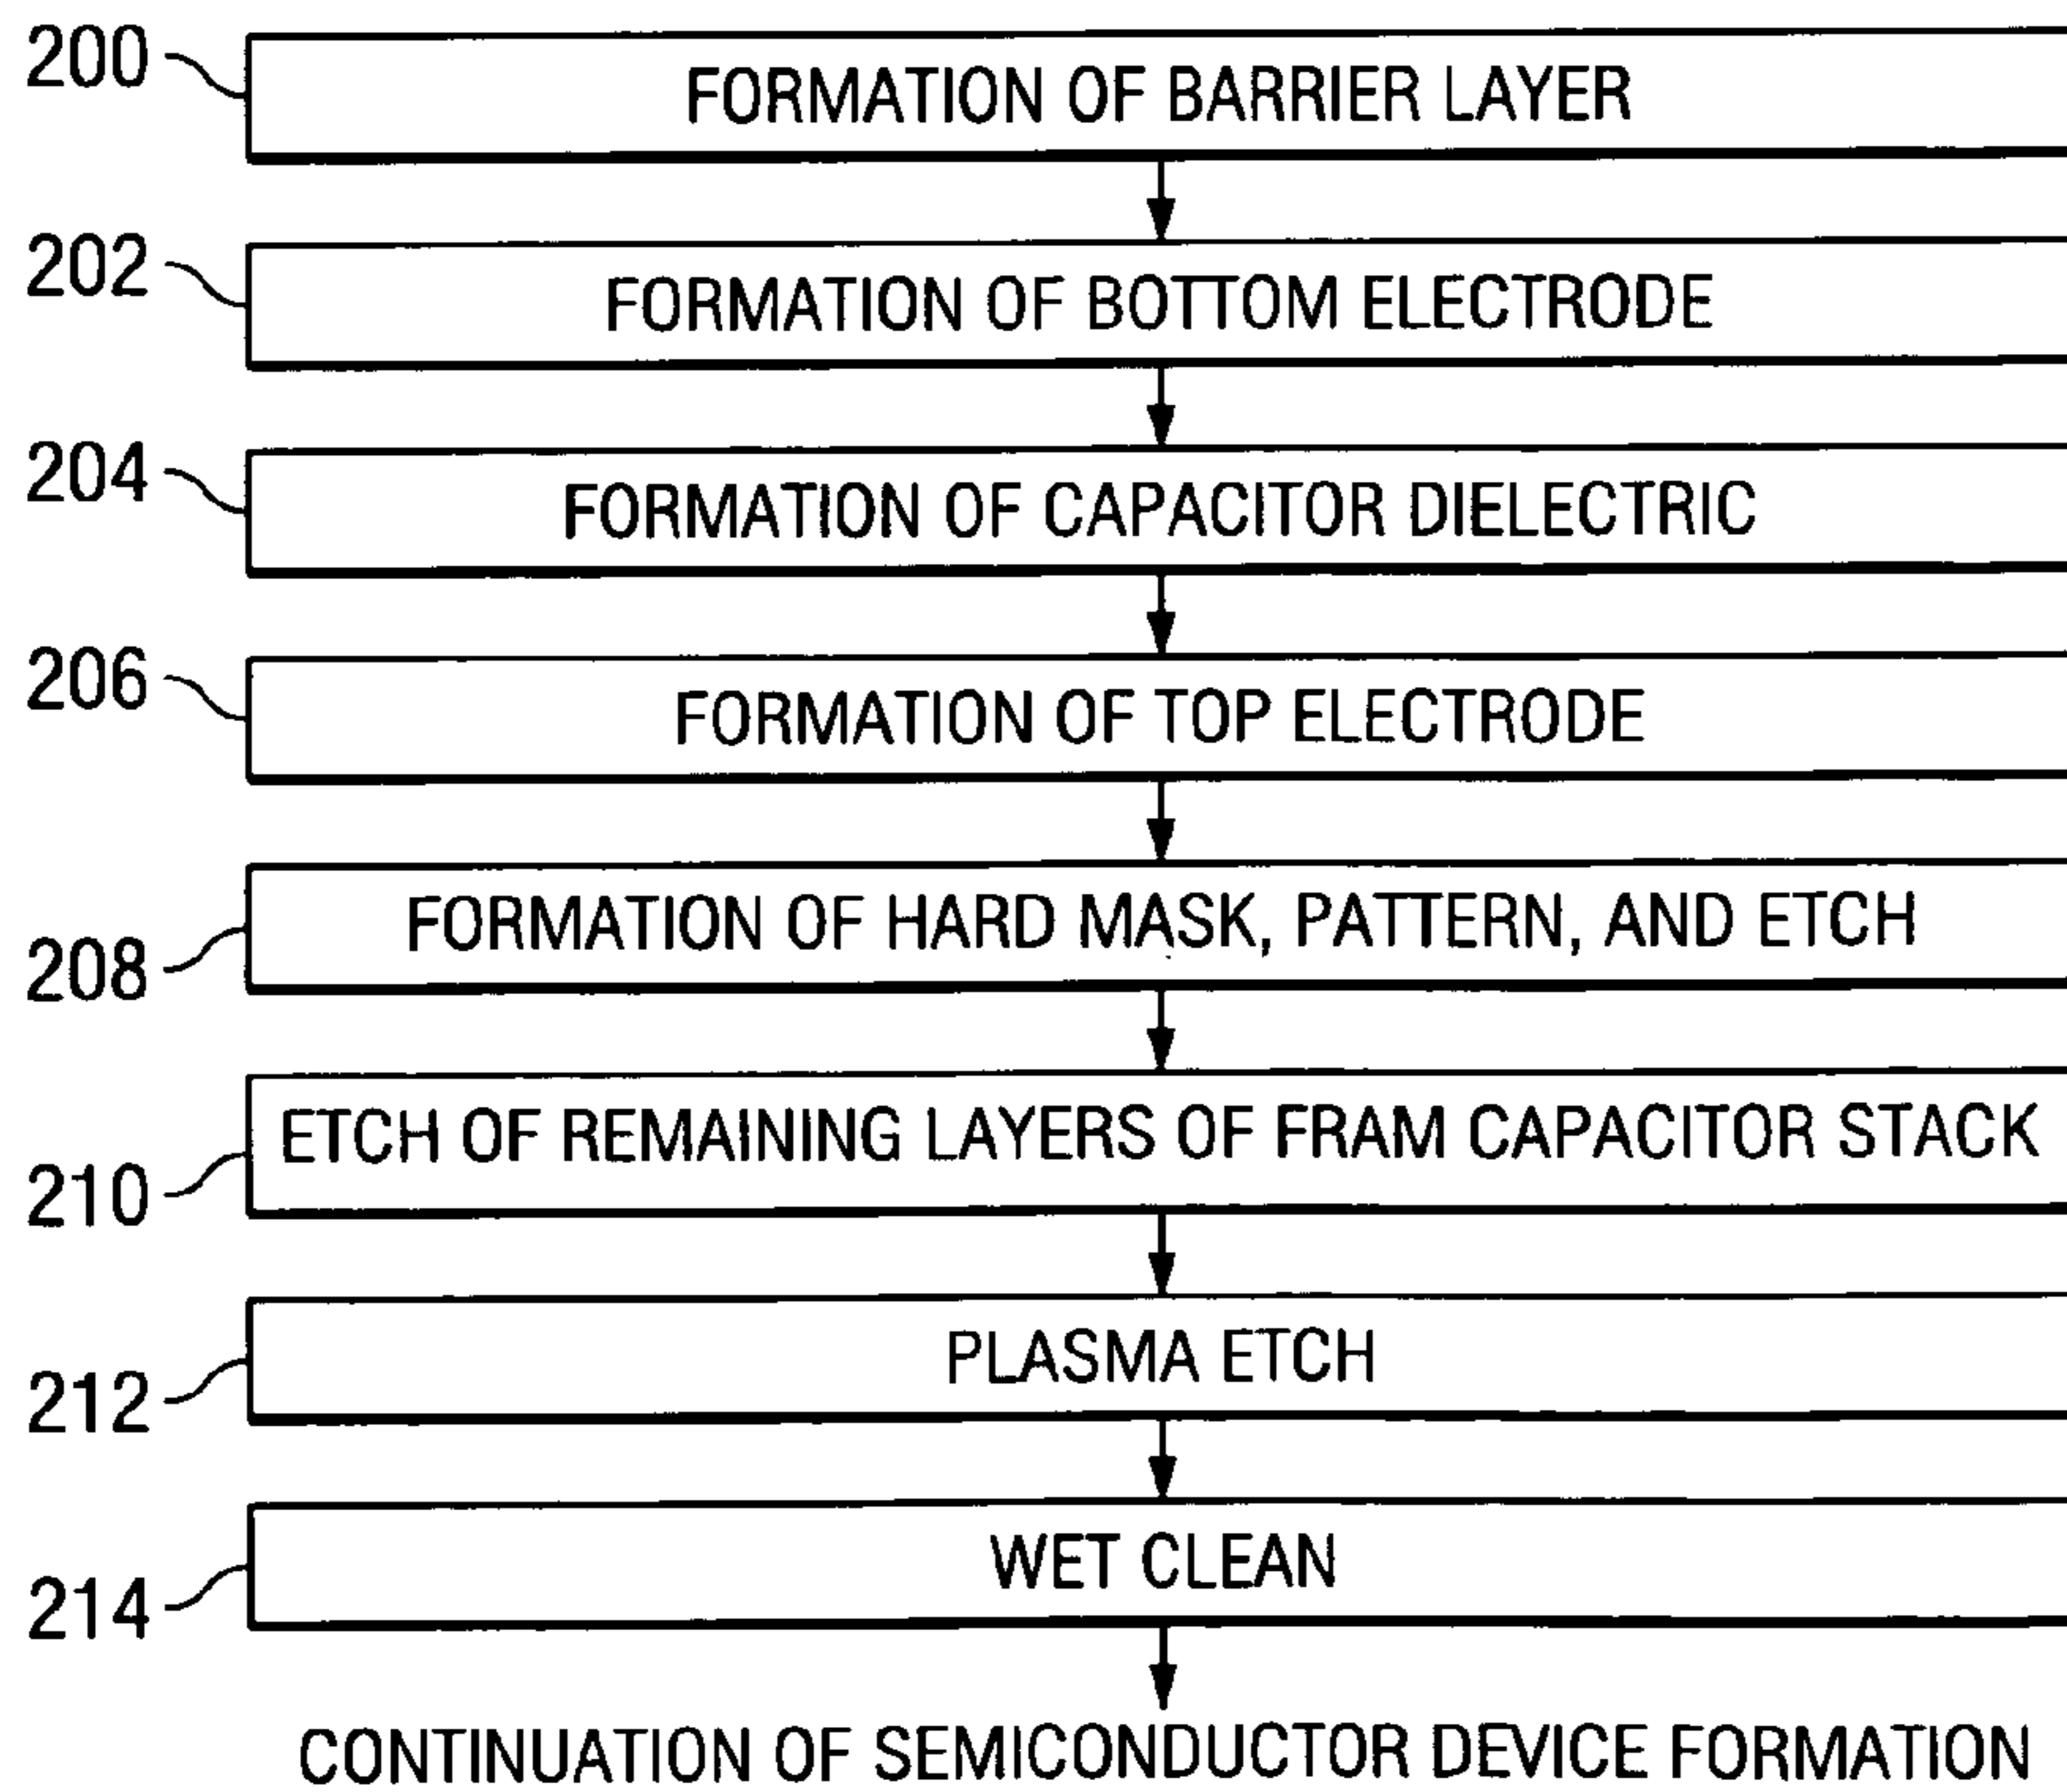 200 FORMATION OF BARRIER LAYER
202 FORMATION OF BOTTOM ELECTRODE
204 FORMATION OF CAPACITOR DIELECTRIC
206 FORMATION OF TOP ELECTRODE
208 FORMATION OF HARD MASK, PATTERN, AND ETCH
210 ETCH OF REMAINING LAYERS OF FRAM CAPACITOR STACK
212 PLASMA ETCH
214 WET CLEAN
CONTINUATION OF SEMICONDUCTOR DEVICE FORMATION